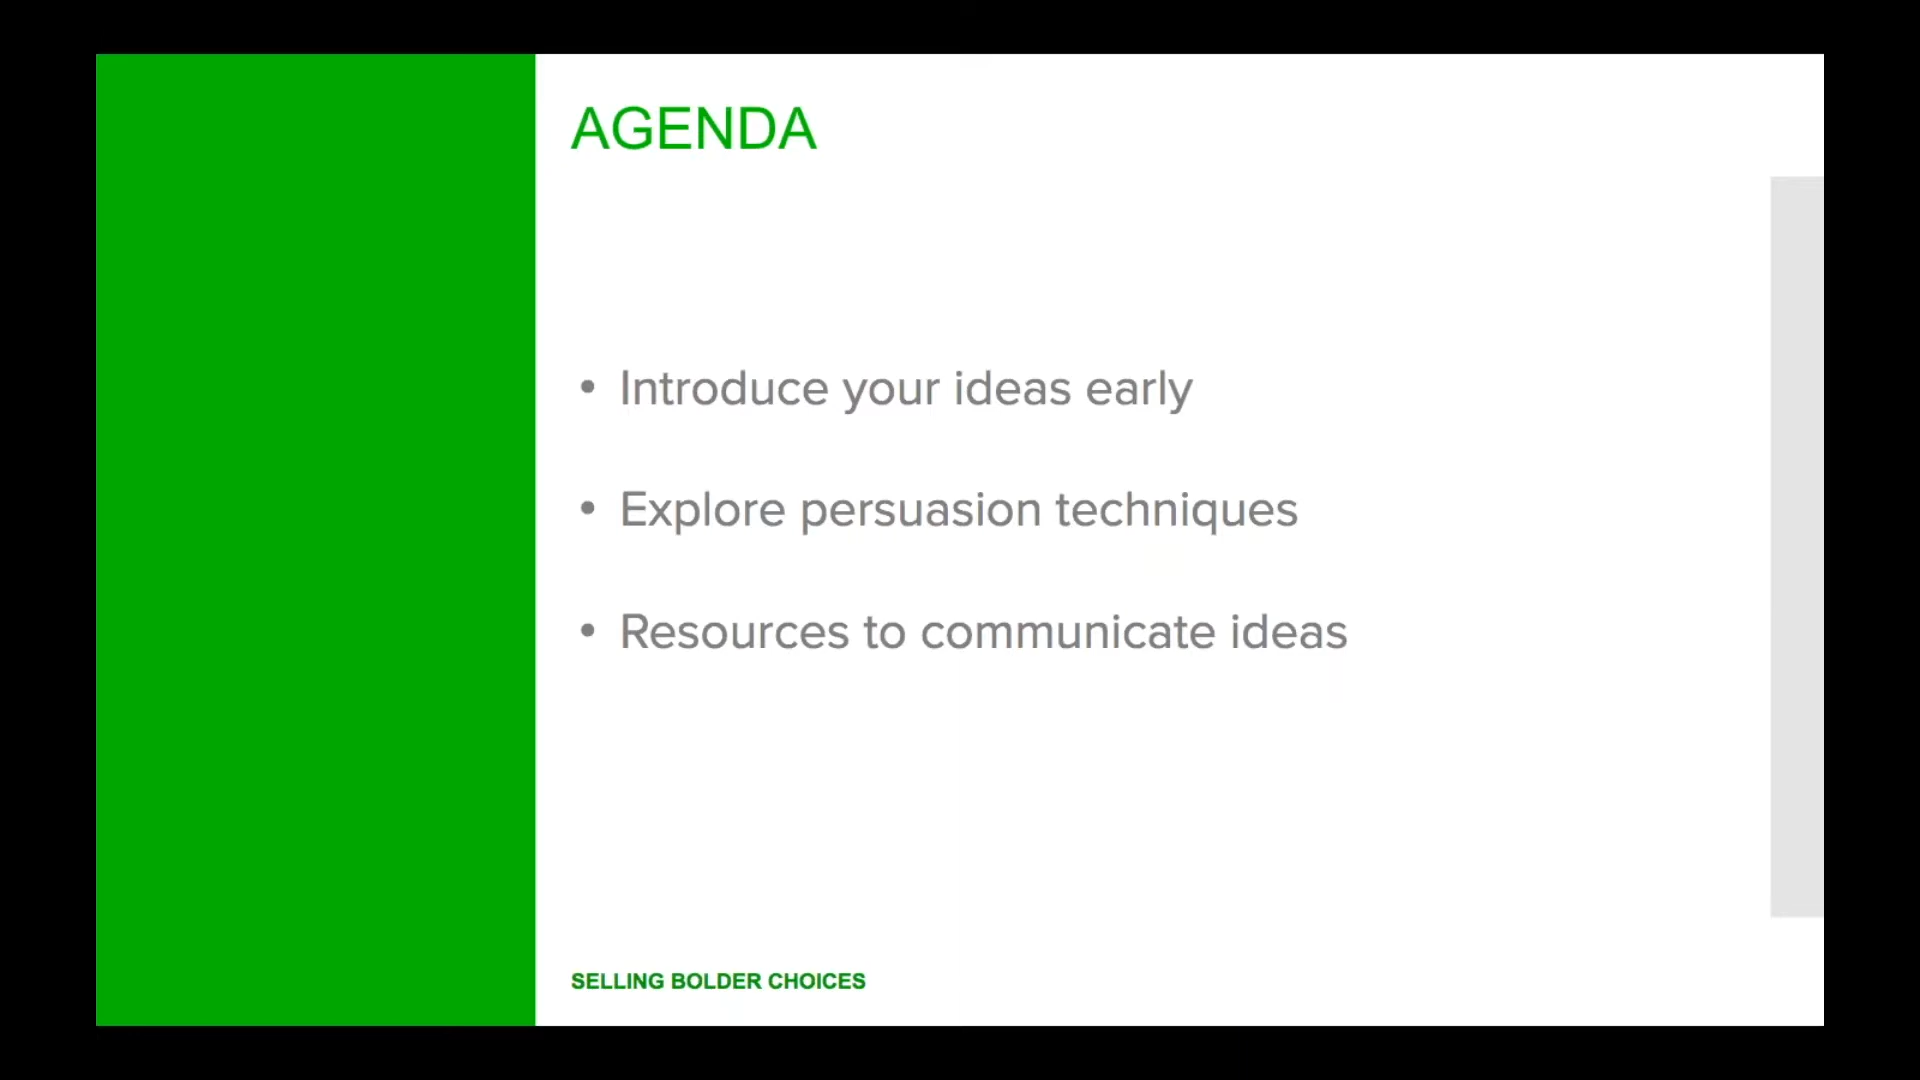 AGENDA
• Introduce your ideas early
• Explore persuasion techniques
• Resources to communicate ideas
SELLING BOLDER CHOICES